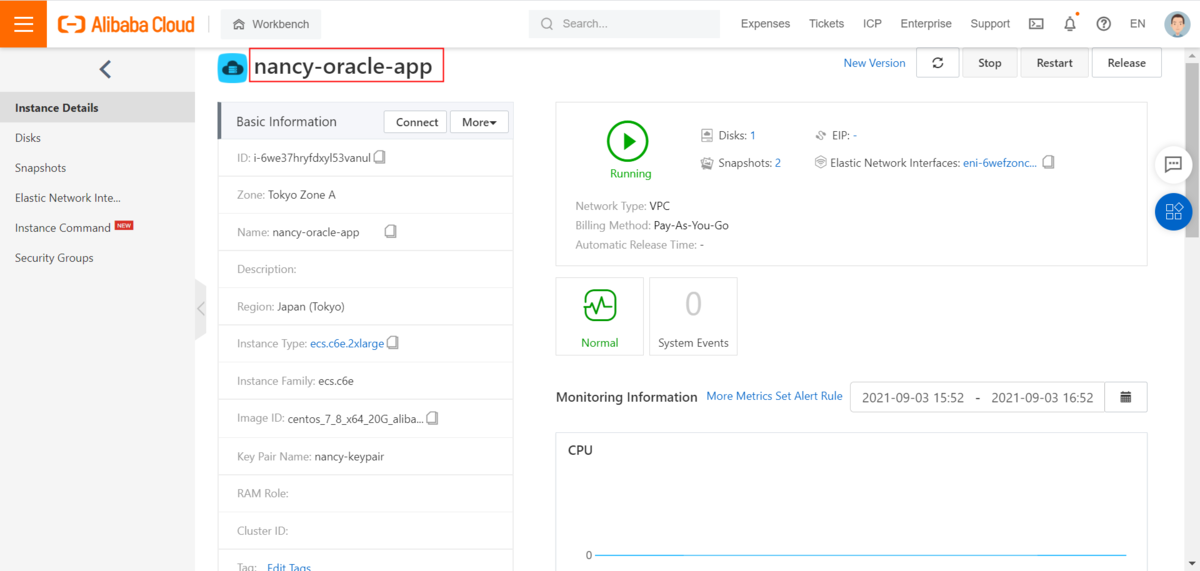 Alibaba Cloud
Workbench
Search...
Expenses Tickets ICP Enterprise Support EN
Instance Details
Disks
Snapshots
Elastic Network Inte...
Instance Command NEW
Security Groups
nancy-oracle-app
New Version Stop Restart Release
Basic Information Connect More
ID: i-6we37hryfdxyl53vanul
Zone: Tokyo Zone A
Name: nancy-oracle-app
Description:
Region: Japan (Tokyo)
Instance Type: ecs.c6e.2xlarge
Instance Family: ecs.c6e
Image ID: centos_7_8_x64_20G_aliba...
Key Pair Name: nancy-keypair
RAM Role:
Cluster ID:
Tag: Edit Tags
Running
Disks: 1 EIP: -
Snapshots: 2 Elastic Network Interfaces: eni-6wefzonc...
Network Type: VPC
Billing Method: Pay-As-You-Go
Automatic Release Time: -
Normal
0
System Events
Monitoring Information More Metrics Set Alert Rule 2021-09-03 15:52 - 2021-09-03 16:52
CPU
0